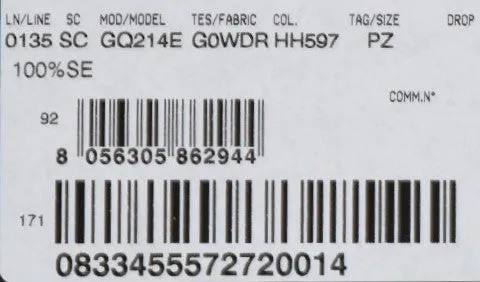 LN/LINE SC MOD/MODEL TES/FABRIC COL. TAG/SIZE DROP
0135 SC GQ214E G0WDR HH597 PZ
100%SE
COMM.N°
92
8 056305 862944
171
0833455572720014